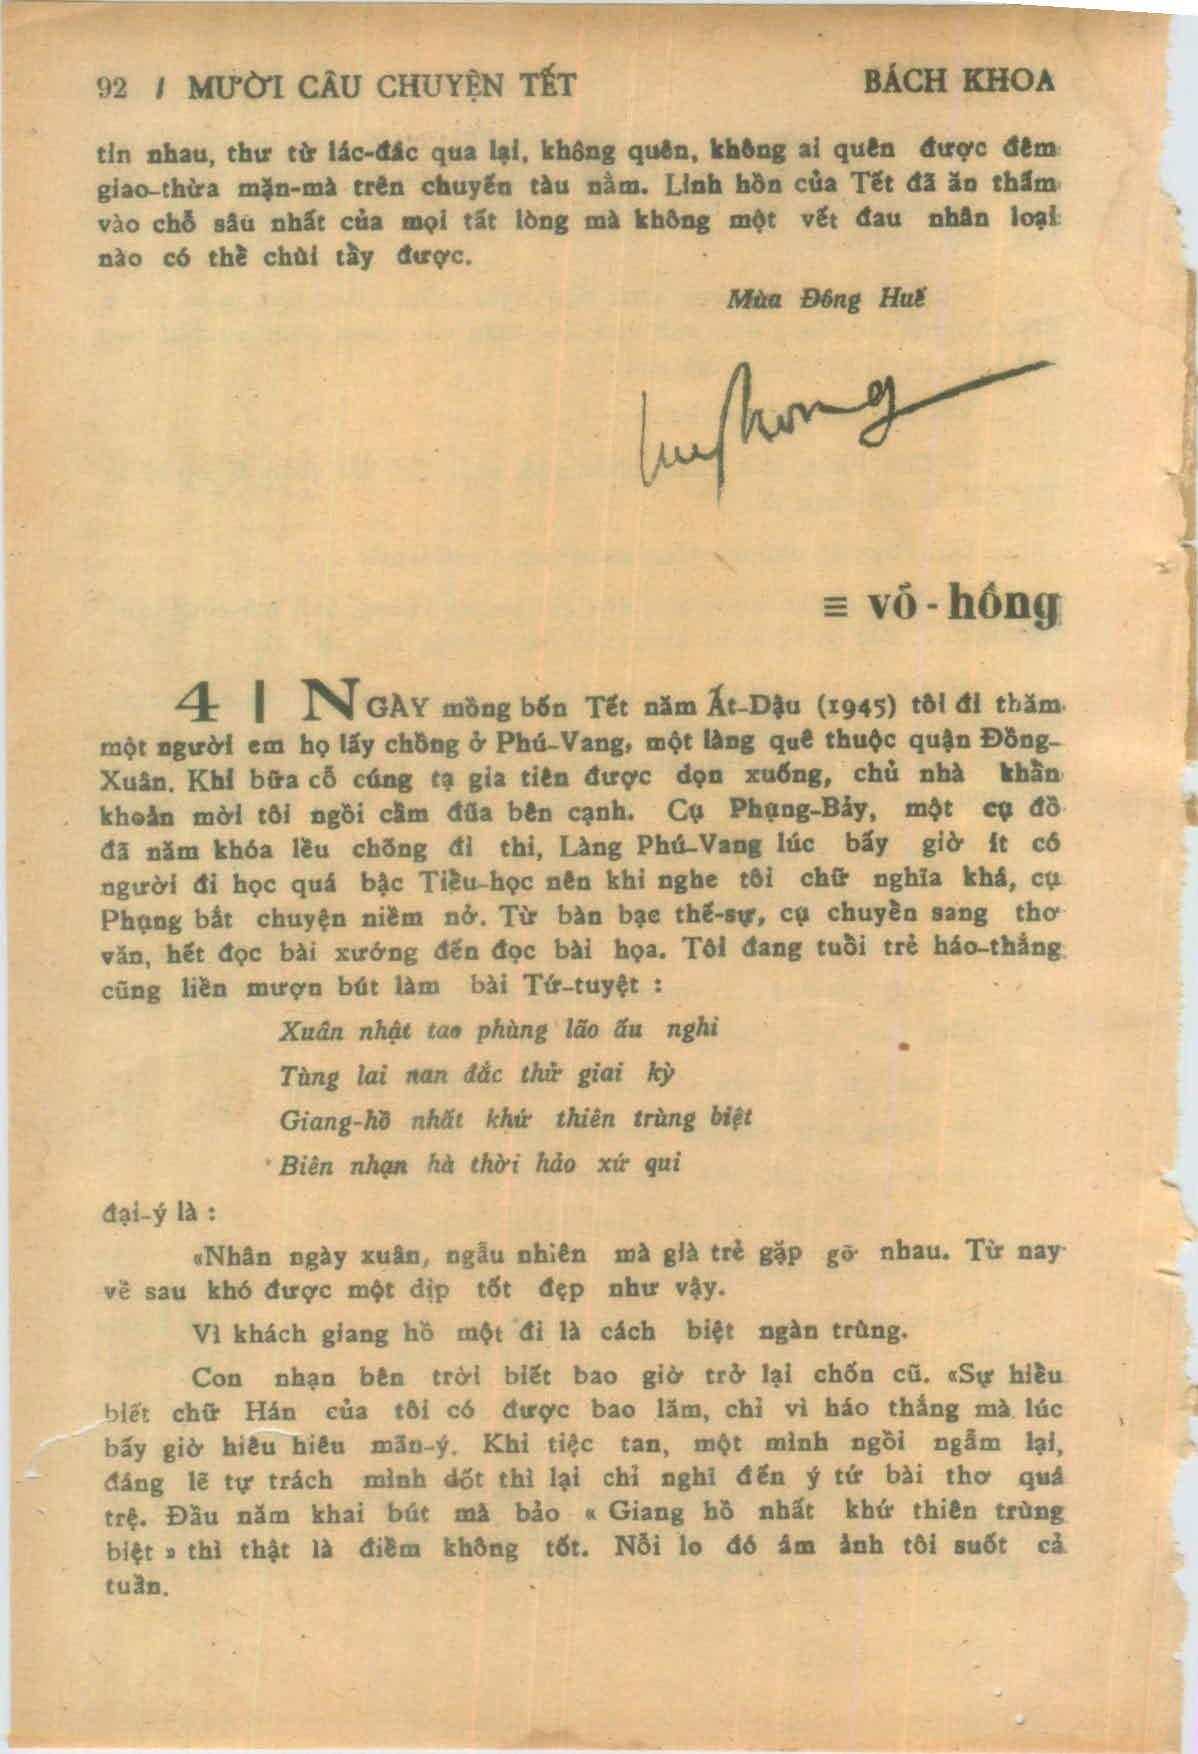 92 / MƯỜI CÂU CHUYỆN TẾT BÁCH KHOA
tin nhau, thư từ lác-đác qua lại, không quên, không ai quên được đêm
giao-thừa mặn-mà trên chuyến tàu nằm. Linh hồn của Tết đã ăn thấm
vào chỗ sâu nhất của mọi tất lòng mà không một vết đau nhân loại
nào có thể chùi tẩy được.
Mùa Đông Huế
võ - hồng
4 | NGÀY mồng bốn Tết năm Ất-Dậu (1945) tôi đi thăm
một người em họ lấy chồng ở Phú-Vang, một làng quê thuộc quận Đồng-
Xuân. Khi bữa cỗ cúng tạ gia tiên được dọn xuống, chủ nhà khẩn
khoản mời tôi ngồi cầm đũa bên cạnh. Cụ Phụng-Bảy, một cụ đồ
đã năm khóa lều chõng đi thi, Làng Phú-Vang lúc bấy giờ ít có
người đi học quá bậc Tiểu-học nên khi nghe tôi chữ nghĩa khá, cụ
Phụng bắt chuyện niềm nở. Từ bàn bạc thế-sự, cụ chuyển sang thơ
văn, hết đọc bài xướng đến đọc bài họa. Tôi đang tuổi trẻ háo-thắng
cũng liền mượn bút làm bài Tứ-tuyệt :
Xuân nhật tao phùng lão ấu nghi
Tùng lai nan đắc thử giai kỳ
Giang-hồ nhất khứ thiên trùng biệt
Biên nhạn hà thời hảo xứ qui
đại-ý là :
«Nhân ngày xuân, ngẫu nhiên mà già trẻ gặp gỡ nhau. Từ nay
về sau khó được một dịp tốt đẹp như vậy.
Vì khách giang hồ một đi là cách biệt ngàn trùng.
Con nhạn bên trời biết bao giờ trở lại chốn cũ. «Sự hiểu
biết chữ Hán của tôi có được bao lăm, chỉ vì háo thắng mà lúc
bấy giờ hiêu hiêu mãn-ý. Khi tiệc tan, một mình ngồi ngẫm lại,
đáng lẽ tự trách mình dốt thì lại chỉ nghĩ đến ý tứ bài thơ quá
trệ. Đầu năm khai bút mà bảo « Giang hồ nhất khứ thiên trùng
biệt » thì thật là điềm không tốt. Nỗi lo đó ám ảnh tôi suốt cả
tuần.